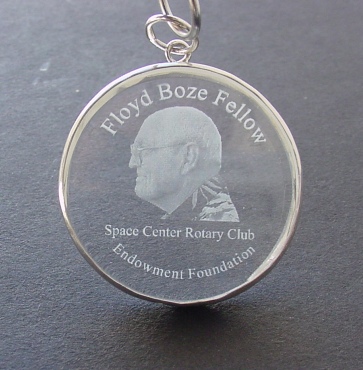 Floyd Boze Fellow
Space Center Rotary Club
Endowment Foundation